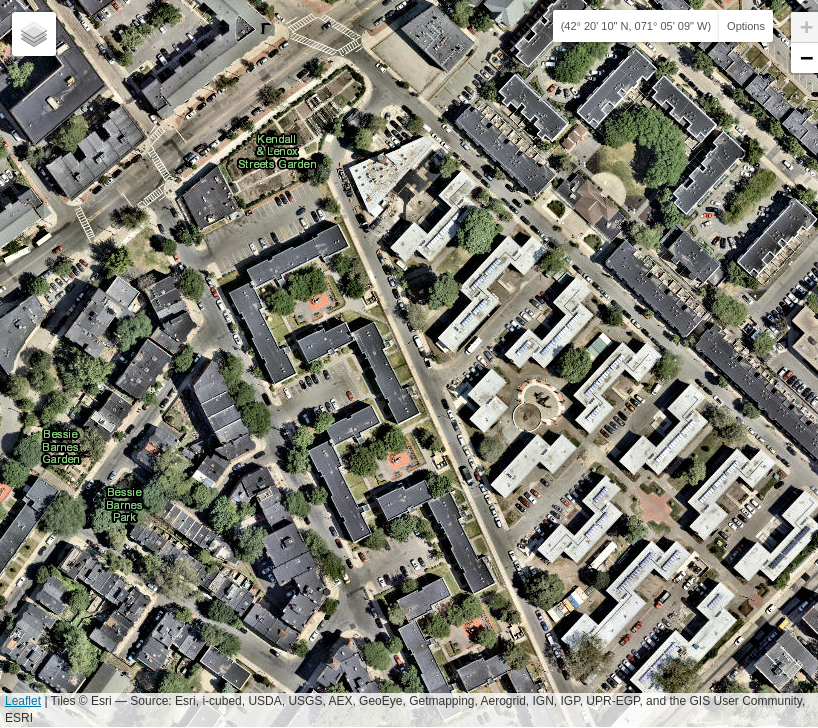 (42° 20' 10" N, 071° 05' 09" W)
Options
+
−
Kendall
& Lenox
Streets Garden
Bessie
Barnes
Garden
Bessie
Barnes
Park
Leaflet | Tiles © Esri — Source: Esri, i-cubed, USDA, USGS, AEX, GeoEye, Getmapping, Aerogrid, IGN, IGP, UPR-EGP, and the GIS User Community,
ESRI